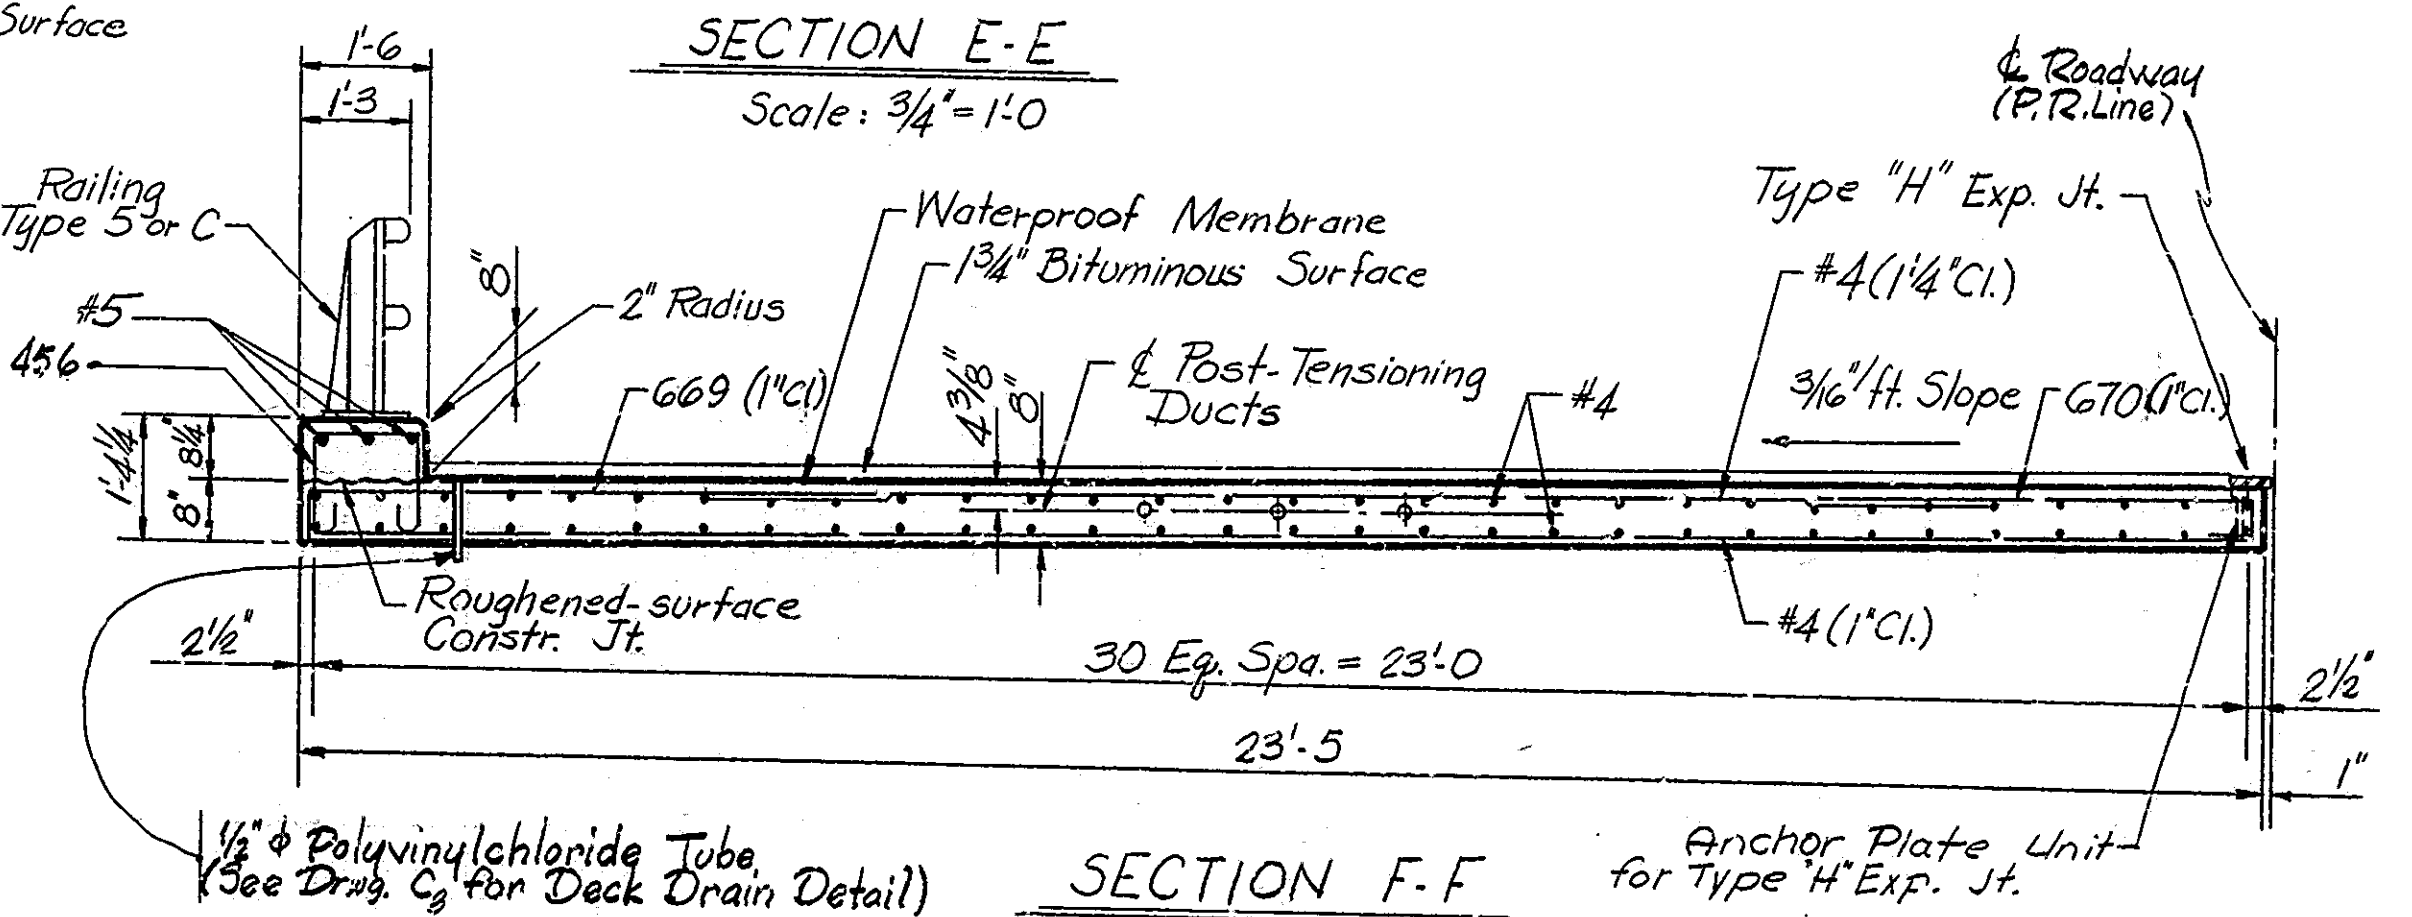 Surface
SECTION E-E
Scale: 3/4" = 1'-0
1'-6
1'-3
℄ Roadway
(P.R.Line)
Railing
Type 5 or C
Type "H" Exp. Jt.
Waterproof Membrane
1 3/4" Bituminous Surface
8"
2" Radius
#4 (1 1/4" Cl.)
#5
456
669 (1"Cl)
4 3/8"
8"
℄ Post-Tensioning
Ducts
#4
3/16"/ft. Slope
670 (1"Cl.)
1'-4 1/4
8 1/4"
8"
Roughened-surface
Constr. Jt.
#4 (1"Cl.)
2 1/2"
30 Eq. Spa. = 23'-0
2 1/2"
23'-5
1"
1/2" ϕ Polyvinylchloride Tube
(See Drwg. C3 for Deck Drain Detail)
SECTION F-F
Anchor Plate Unit
for Type "H" Exp. Jt.